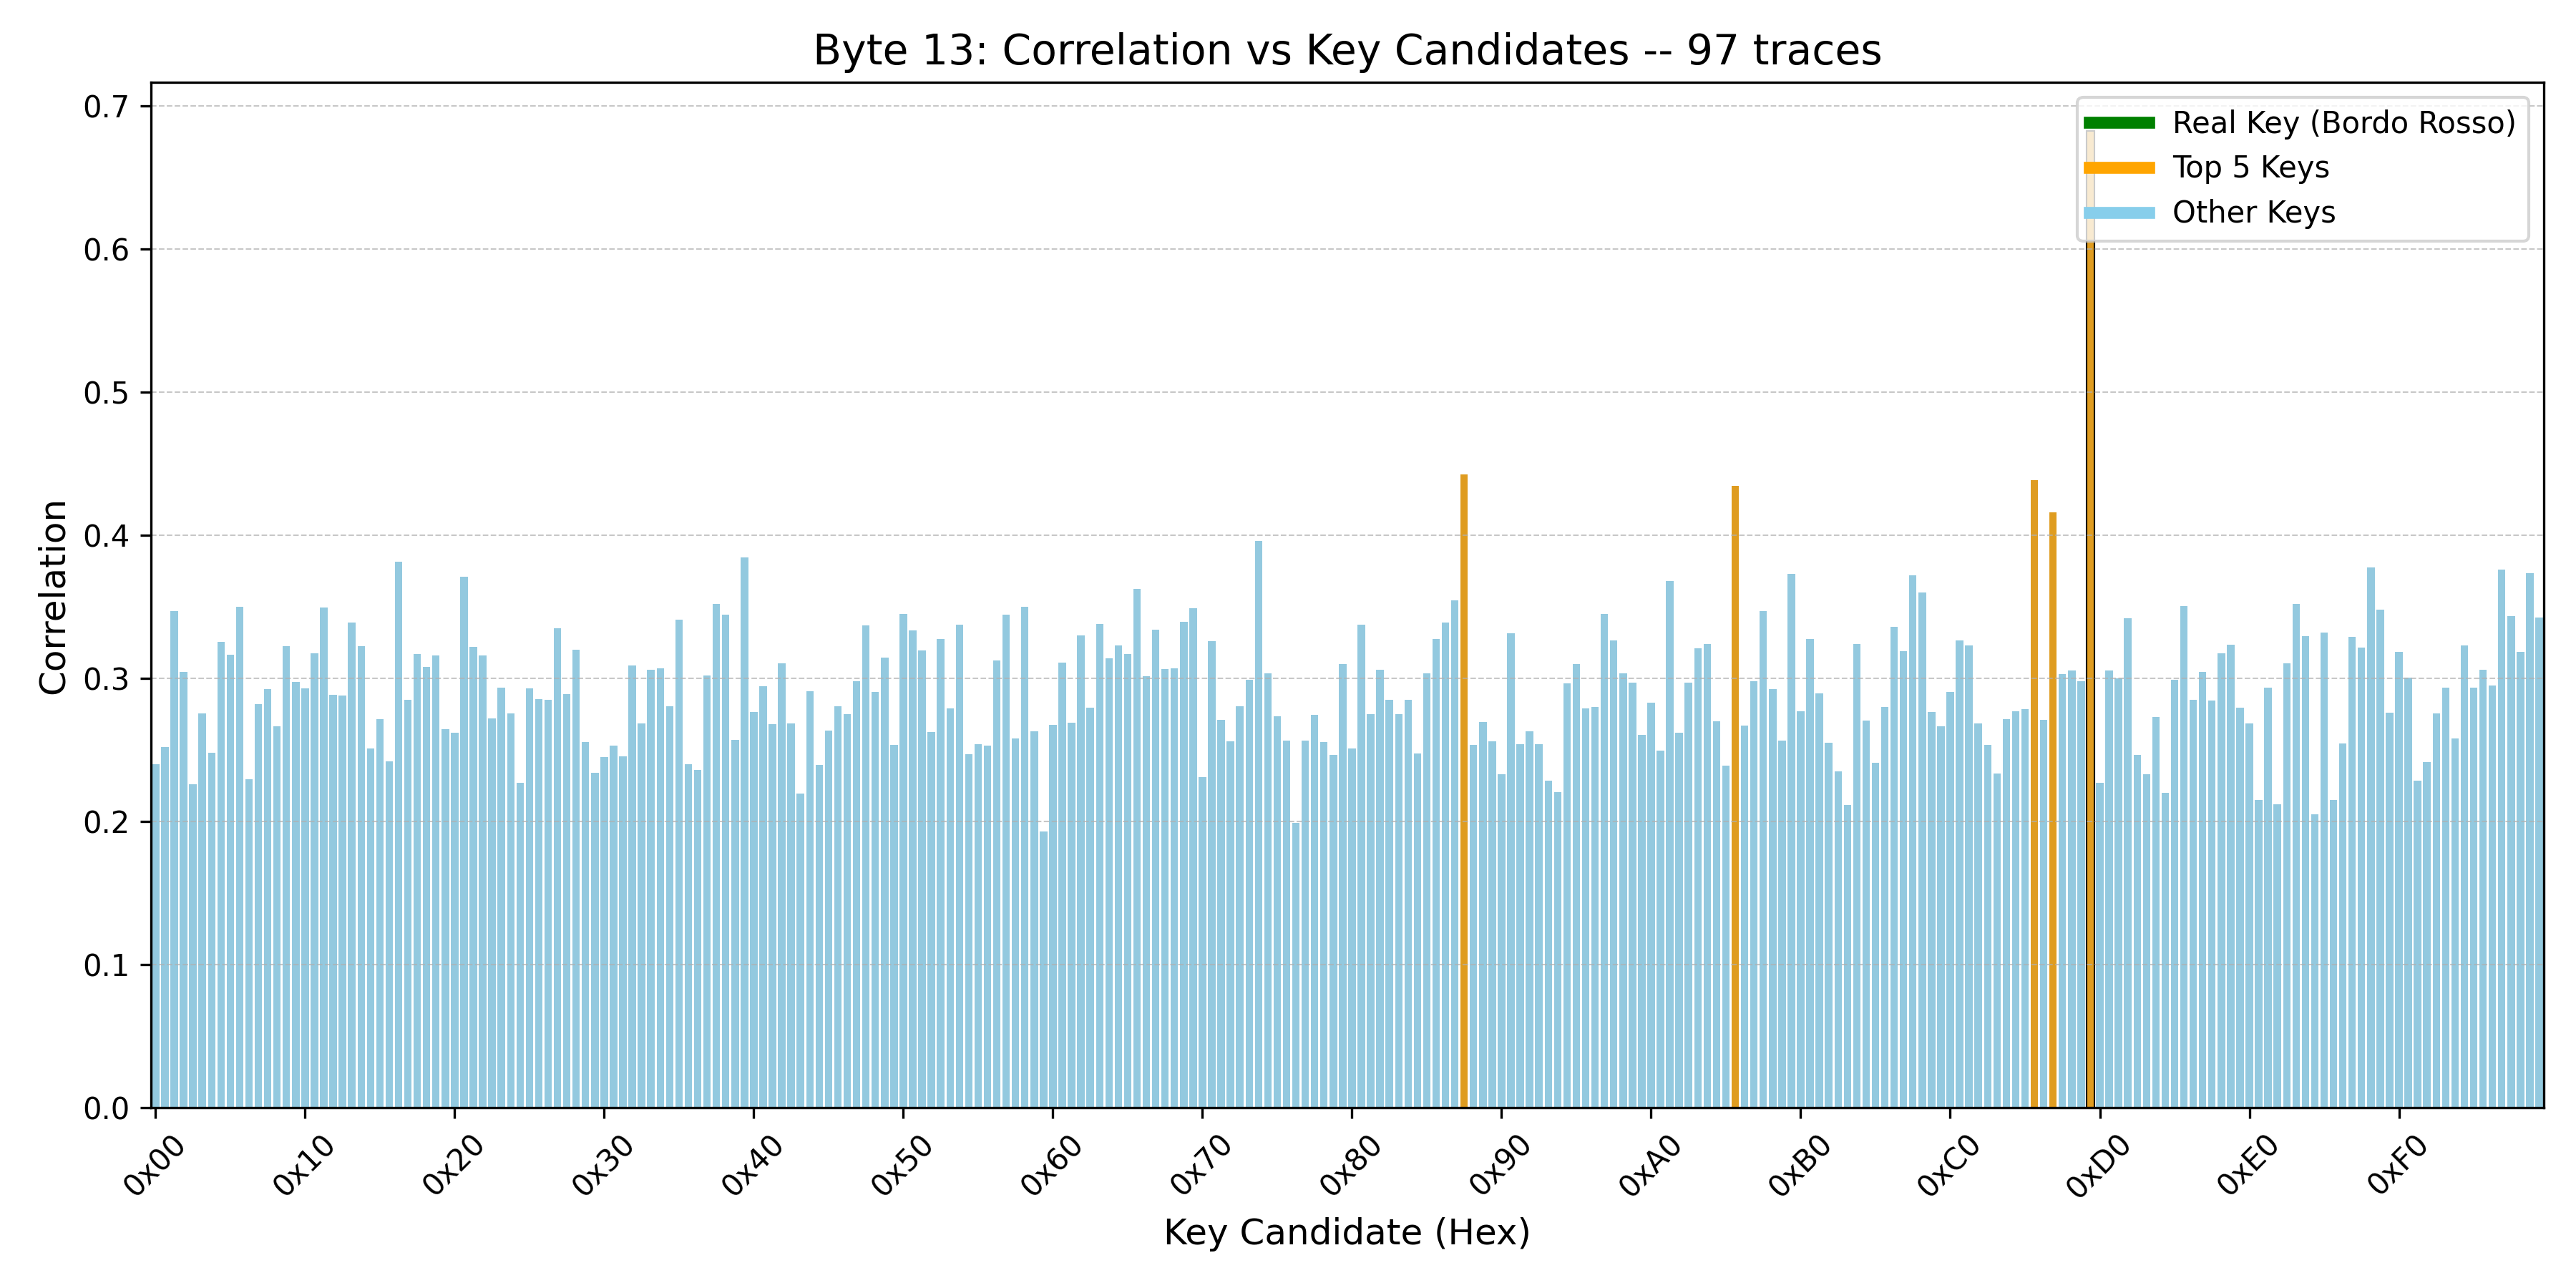 Byte 13: Correlation vs Key Candidates -- 97 traces
Real Key (Bordo Rosso)
Top 5 Keys
Other Keys
Correlation
0.7
0.6
0.5
0.4
0.3
0.2
0.1
0.0
0x00 0x10 0x20 0x30 0x40 0x50 0x60 0x70 0x80 0x90 0xA0 0xB0 0xC0 0xD0 0xE0 0xF0
Key Candidate (Hex)